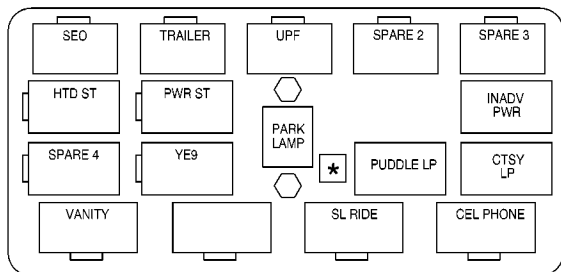 SEO
TRAILER
UPF
SPARE 2
SPARE 3
HTD ST
PWR ST
PARK
LAMP
INADV
PWR
SPARE 4
YE9
*
PUDDLE LP
CTSY
LP
VANITY
SL RIDE
CEL PHONE